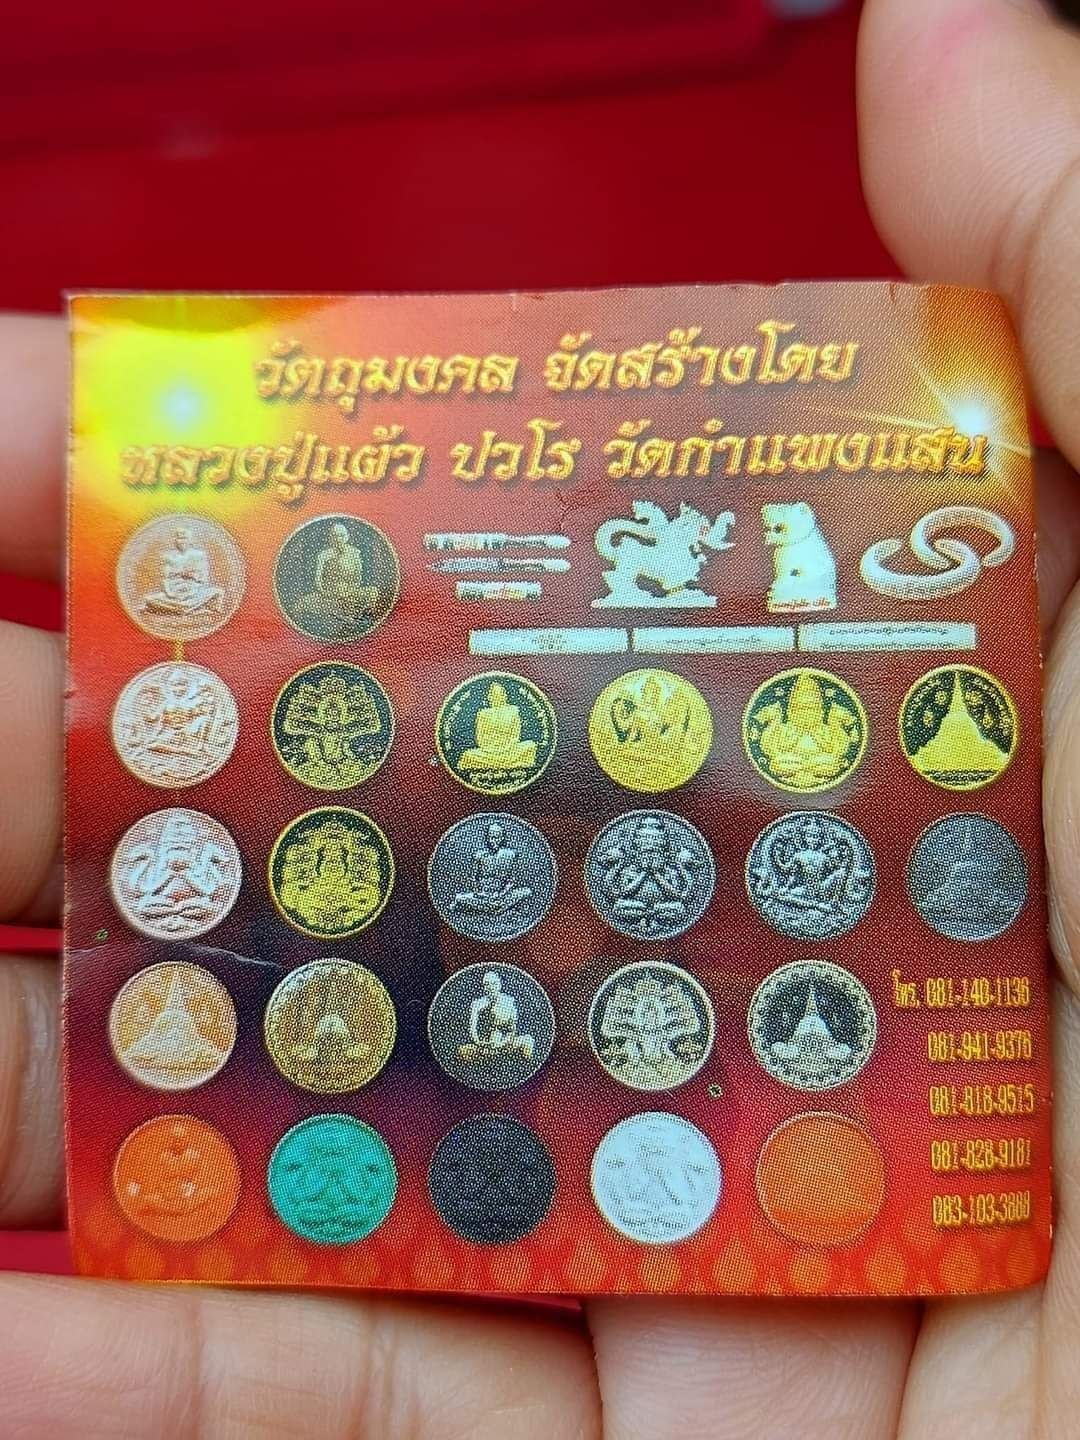 วัตถุมงคล จัดสร้างโดย
หลวงปู่แผ้ว ปวโร วัดกำแพงแสน
โทร. 081-140-1136
081-941-9376
081-818-9515
081-828-9181
083-103-3888